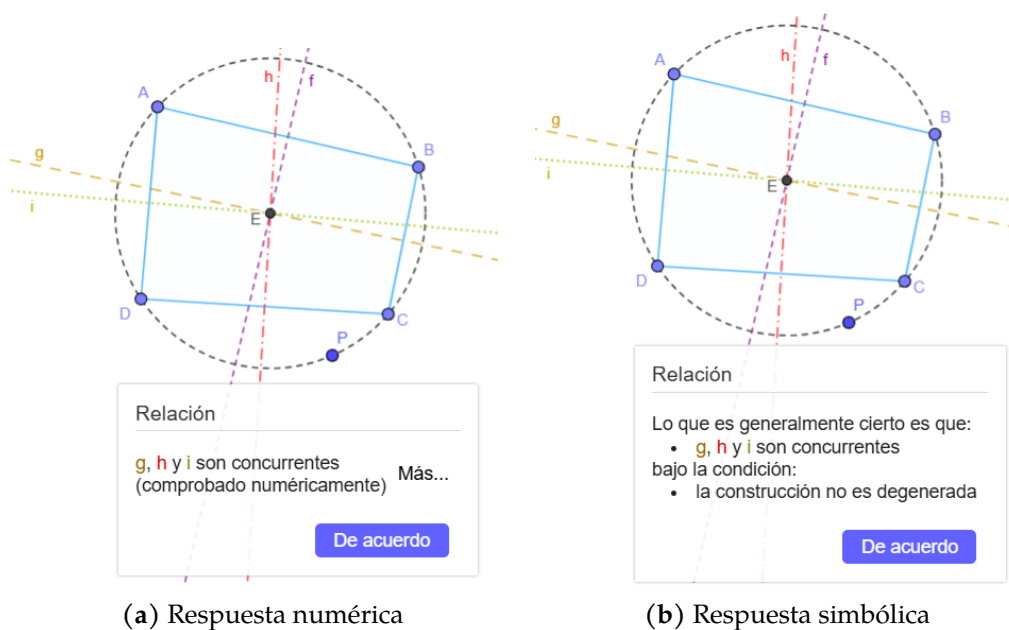 h
f
A
B
g
i
E
D
C
P
Relación
g, h y i son concurrentes
(comprobado numéricamente)
Más...
De acuerdo
(a) Respuesta numérica
h
f
A
B
g
i
E
D
C
P
Relación
Lo que es generalmente cierto es que:
• g, h y i son concurrentes
bajo la condición:
• la construcción no es degenerada
De acuerdo
(b) Respuesta simbólica